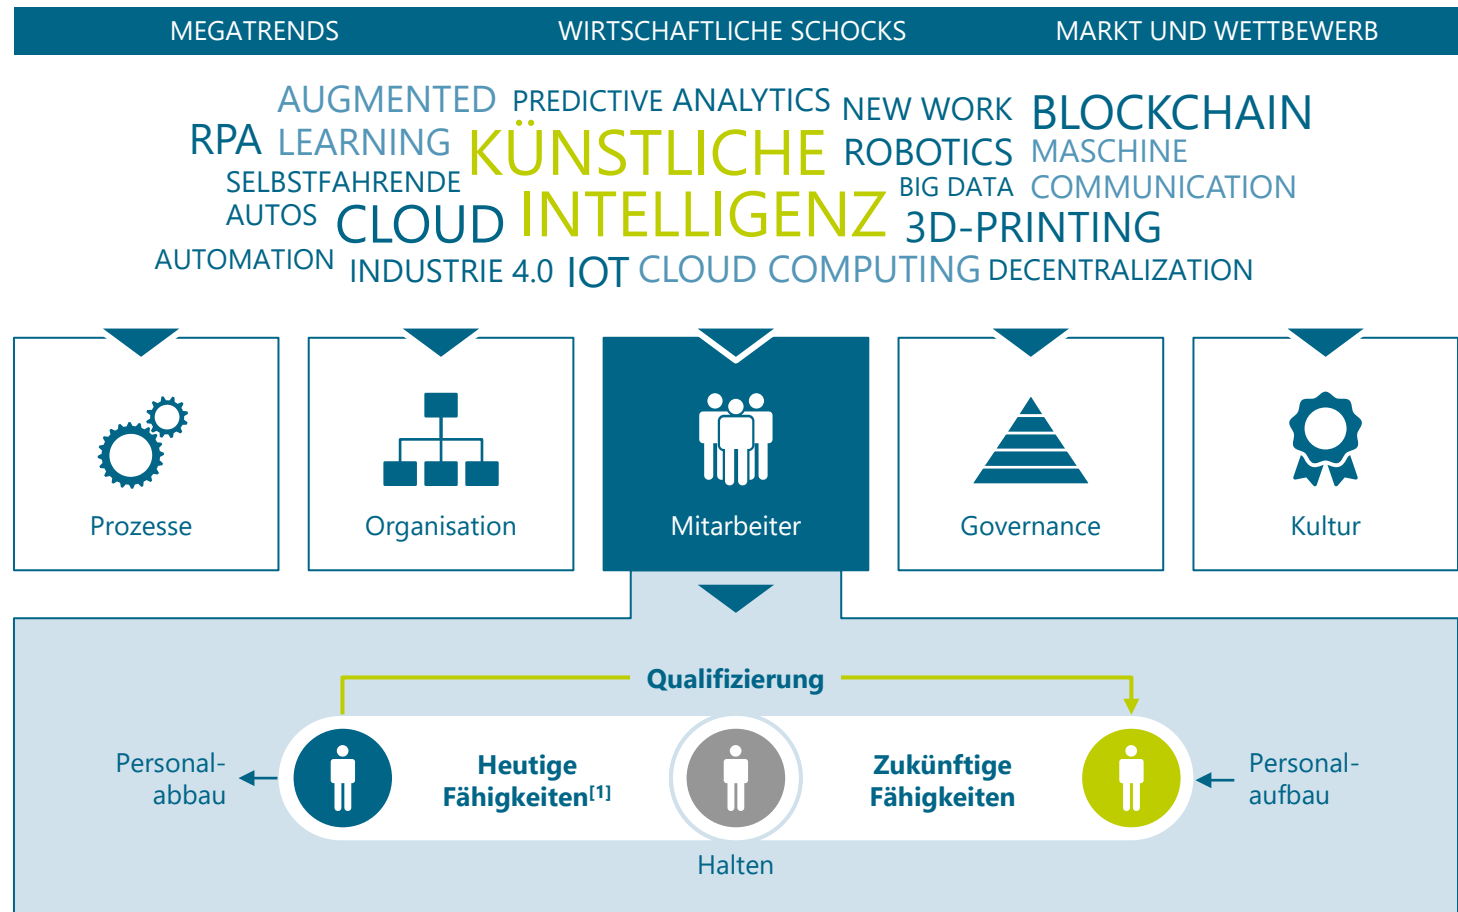 MEGATRENDS
WIRTSCHAFTLICHE SCHOCKS
MARKT UND WETTBEWERB
AUGMENTED
LEARNING
PREDICTIVE ANALYTICS
NEW WORK
BLOCKCHAIN
RPA
KÜNSTLICHE
INTELLIGENZ
ROBOTICS
MASCHINE
COMMUNICATION
SELBSTFAHRENDE
AUTOS
CLOUD
BIG DATA
3D-PRINTING
AUTOMATION
INDUSTRIE 4.0
IOT
CLOUD COMPUTING
DECENTRALIZATION
Prozesse
Organisation
Mitarbeiter
Governance
Kultur
Qualifizierung
Personal-
abbau
Heutige
Fähigkeiten[1]
Zukünftige
Fähigkeiten
Personal-
aufbau
Halten